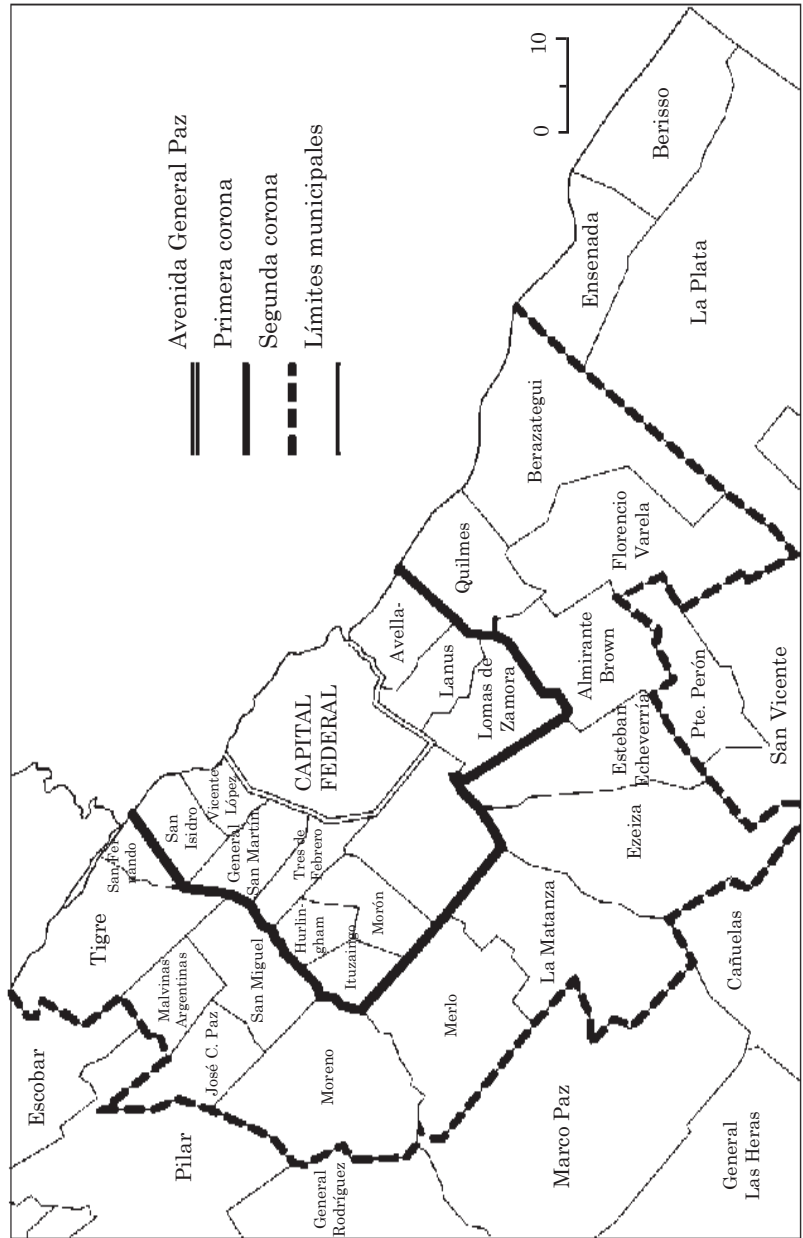 Avenida General Paz
Primera corona
Segunda corona
Límites municipales
0 10
Escobar
Tigre
San Fer
nando
Pilar
Malvinas
Argentinas
San
Isidro
Vicente
López
José C. Paz
San Miguel
General
San Martín
CAPITAL
FEDERAL
Tres de
Febrero
Hurlin-
gham
Ituzaingo
Morón
Moreno
General
Rodríguez
Merlo
Avella-
Lanus
Lomas de
Zamora
Quilmes
Berazategui
Ensenada
Berisso
La Plata
Florencio
Varela
Almirante
Brown
Esteban
Echeverría
Pte. Perón
San Vicente
Ezeiza
La Matanza
Cañuelas
Marco Paz
General
Las Heras